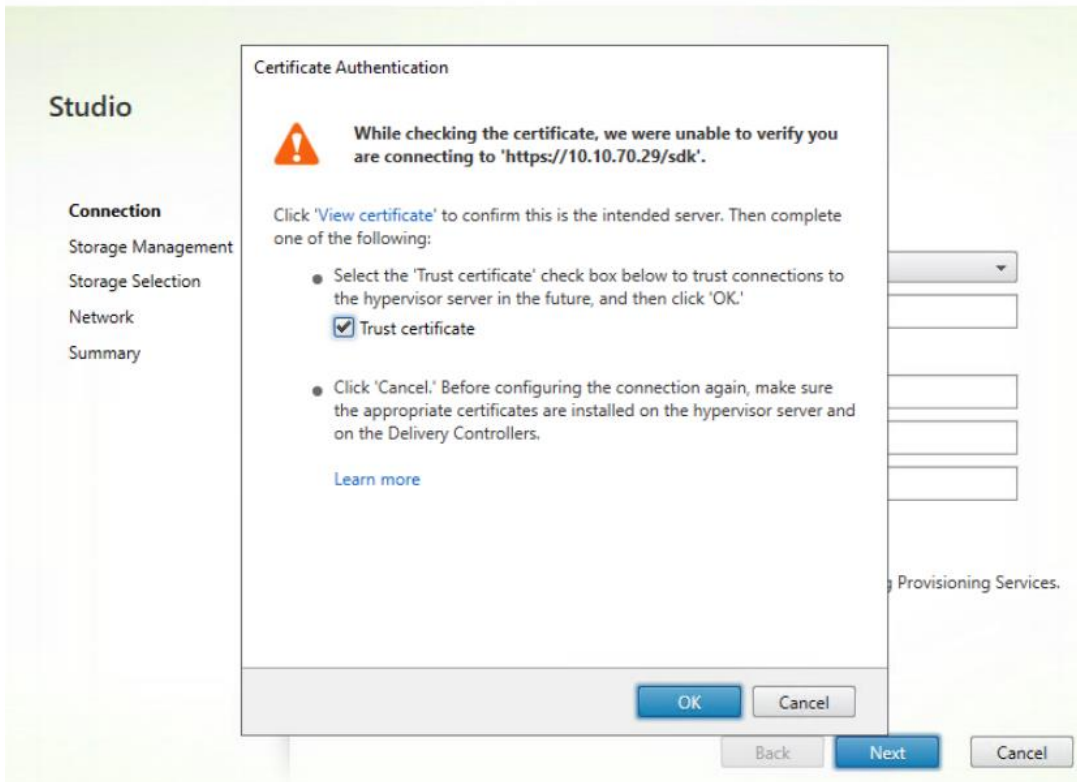 Certificate Authentication
Studio
While checking the certificate, we were unable to verify you
are connecting to 'https://10.10.70.29/sdk'.
Connection
Storage Management
Storage Selection
Network
Summary
Click 'View certificate' to confirm this is the intended server. Then complete
one of the following:
Select the 'Trust certificate' check box below to trust connections to
the hypervisor server in the future, and then click 'OK.'
Trust certificate
Click 'Cancel.' Before configuring the connection again, make sure
the appropriate certificates are installed on the hypervisor server and
on the Delivery Controllers.
Learn more
Provisioning Services.
OK
Cancel
Back
Next
Cancel